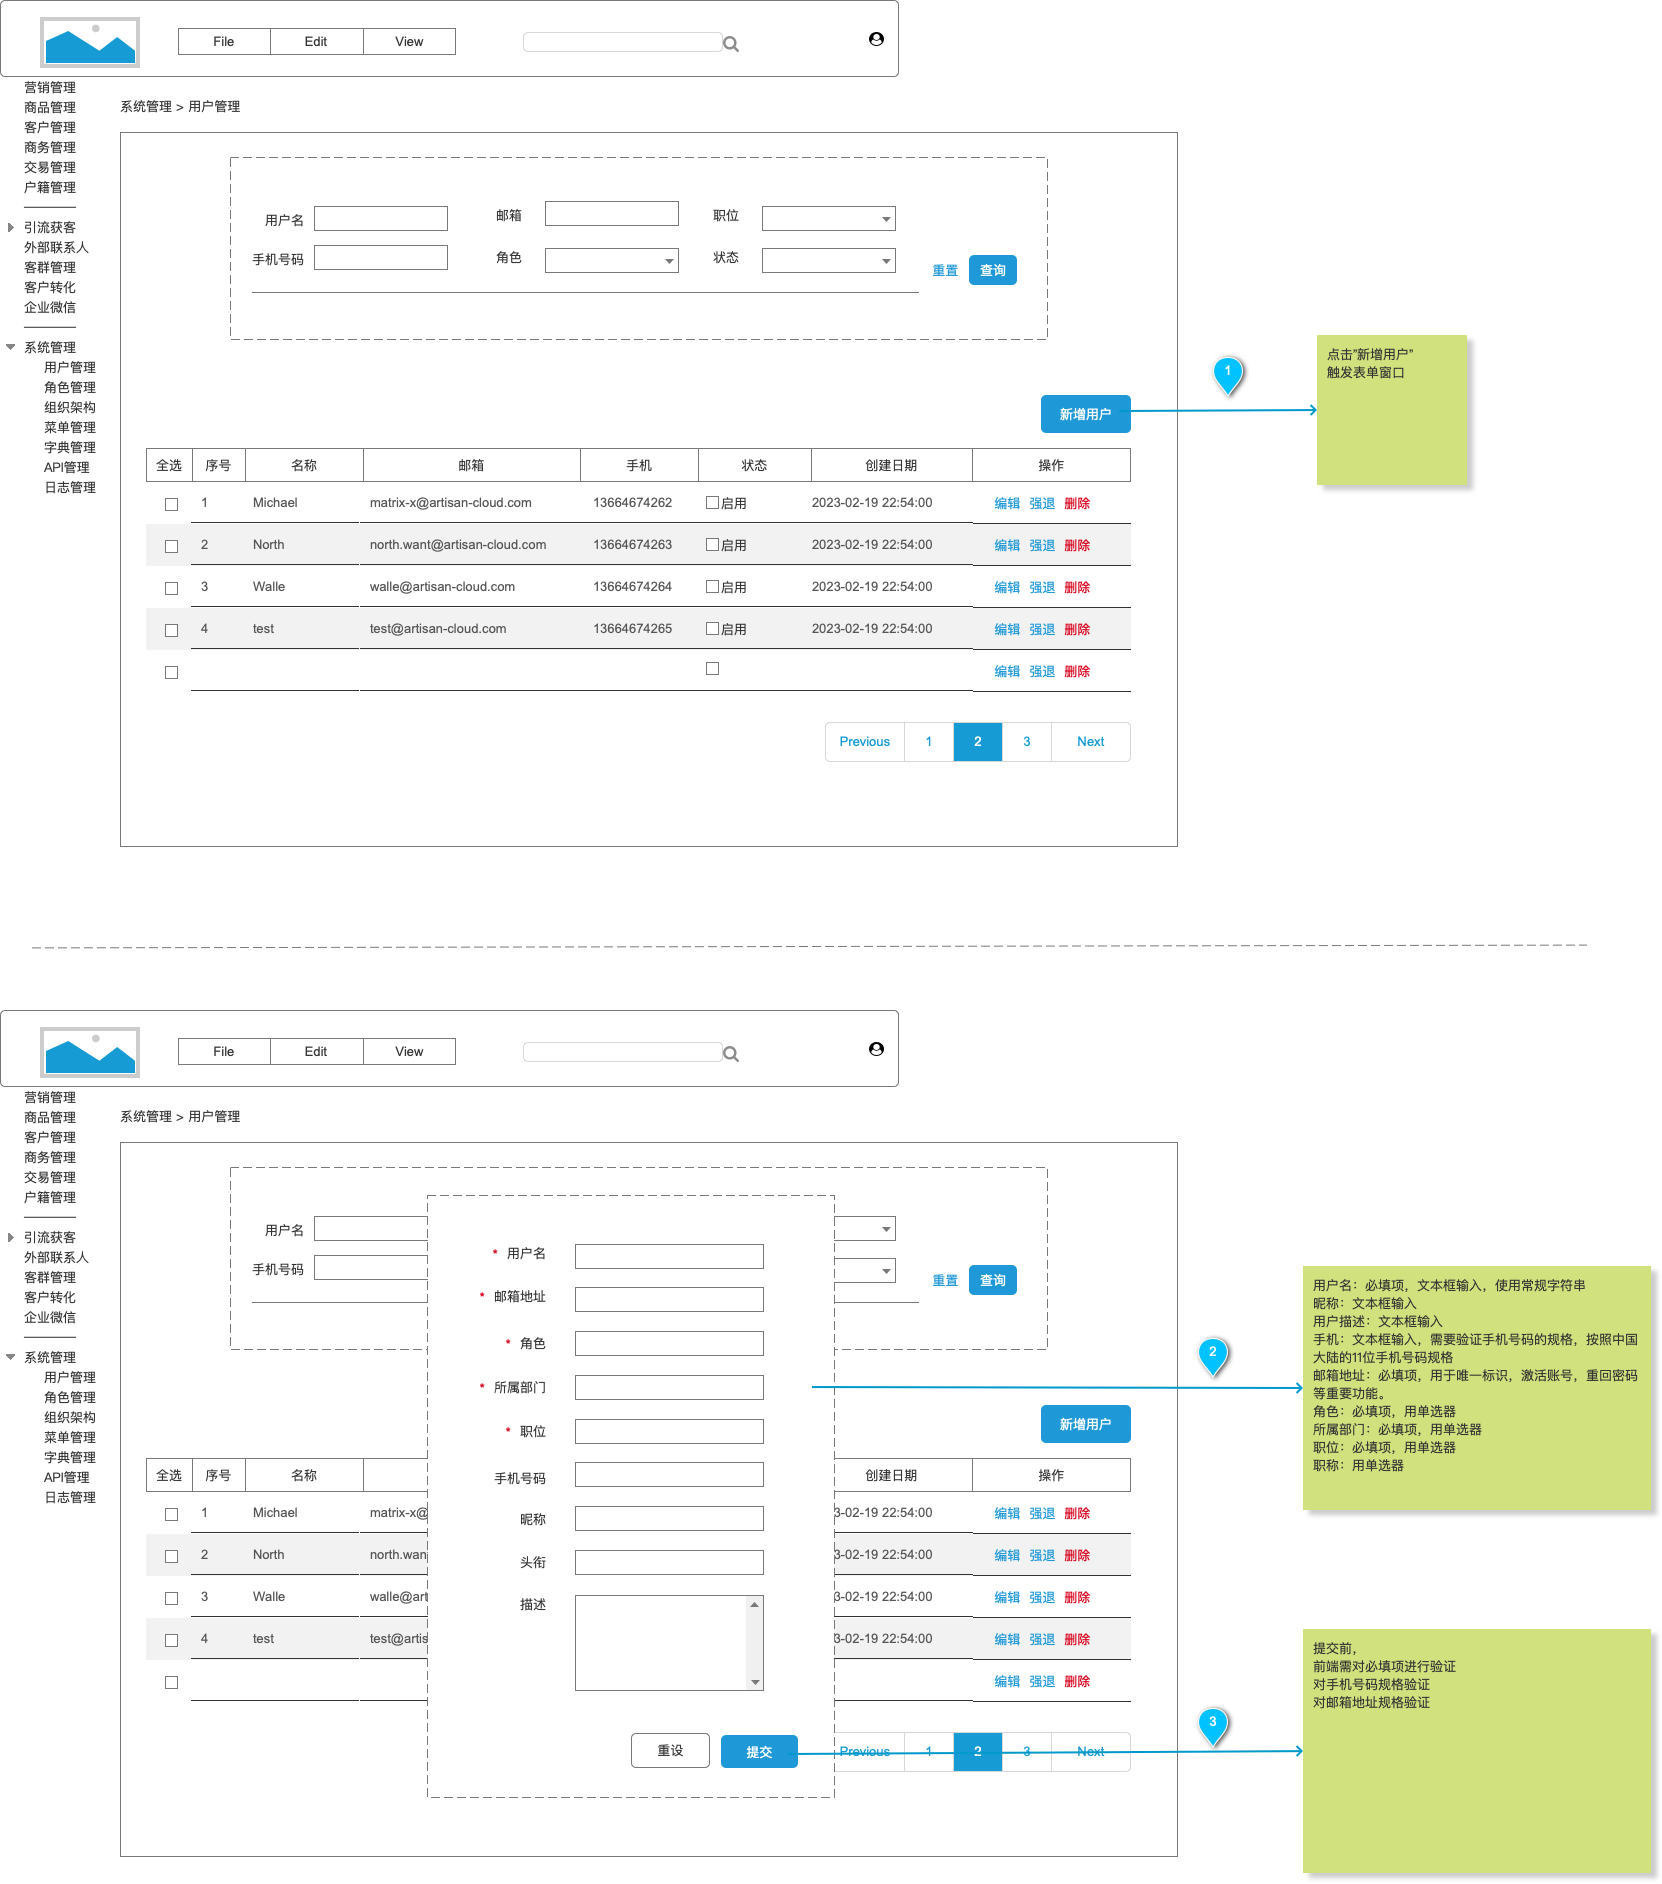 File Edit View
营销管理
商品管理
客户管理
商务管理
交易管理
户籍管理
引流获客
外部联系人
客群管理
客户转化
企业微信
系统管理
用户管理
角色管理
组织架构
菜单管理
字典管理
API管理
日志管理
系统管理 > 用户管理
用户名 邮箱 职位
手机号码 角色 状态
重置 查询
1
点击”新增用户”
触发表单窗口
新增用户
全选 序号 名称 邮箱 手机 状态 创建日期 操作
1 Michael matrix-x@artisan-cloud.com 13664674262 启用 2023-02-19 22:54:00 编辑 强退 删除
2 North north.want@artisan-cloud.com 13664674263 启用 2023-02-19 22:54:00 编辑 强退 删除
3 Walle walle@artisan-cloud.com 13664674264 启用 2023-02-19 22:54:00 编辑 强退 删除
4 test test@artisan-cloud.com 13664674265 启用 2023-02-19 22:54:00 编辑 强退 删除
编辑 强退 删除
Previous 1 2 3 Next
File Edit View
营销管理
商品管理
客户管理
商务管理
交易管理
户籍管理
引流获客
外部联系人
客群管理
客户转化
企业微信
系统管理
用户管理
角色管理
组织架构
菜单管理
字典管理
API管理
日志管理
系统管理 > 用户管理
用户名
手机号码
重置 查询
新增用户
全选 序号 名称 创建日期 操作
1 Michael matrix-x@ 3-02-19 22:54:00 编辑 强退 删除
2 North north.wan 3-02-19 22:54:00 编辑 强退 删除
3 Walle walle@art 3-02-19 22:54:00 编辑 强退 删除
4 test test@artis 3-02-19 22:54:00 编辑 强退 删除
编辑 强退 删除
Previous 1 2 3 Next
* 用户名
* 邮箱地址
* 角色
* 所属部门
* 职位
手机号码
昵称
头衔
描述
重设 提交
2
用户名：必填项，文本框输入，使用常规字符串
昵称：文本框输入
用户描述：文本框输入
手机：文本框输入，需要验证手机号码的规格，按照中国
大陆的11位手机号码规格
邮箱地址：必填项，用于唯一标识，激活账号，重回密码
等重要功能。
角色：必填项，用单选器
所属部门：必填项，用单选器
职位：必填项，用单选器
职称：用单选器
3
提交前，
前端需对必填项进行验证
对手机号码规格验证
对邮箱地址规格验证